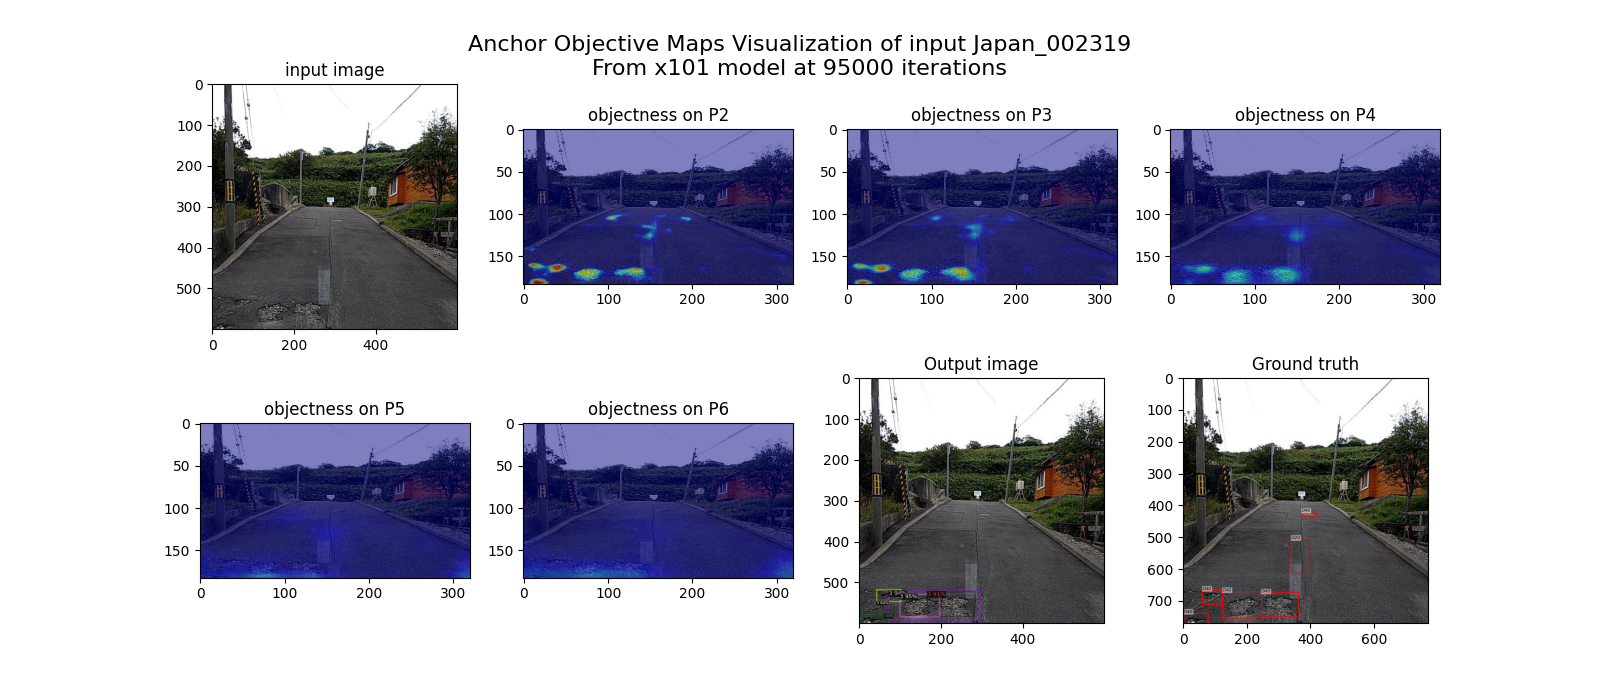 Anchor Objective Maps Visualization of input Japan_002319
From x101 model at 95000 iterations
input image
0
100
200
300
400
500
0 200 400
objectness on P2
0
50
100
150
0 100 200 300
objectness on P3
0
50
100
150
0 100 200 300
objectness on P4
0
50
100
150
0 100 200 300
objectness on P5
0
50
100
150
0 100 200 300
objectness on P6
0
50
100
150
0 100 200 300
Output image
0
100
200
300
400
500
0 200 400
Ground truth
0
100
200
300
400
500
600
700
0 200 400 600